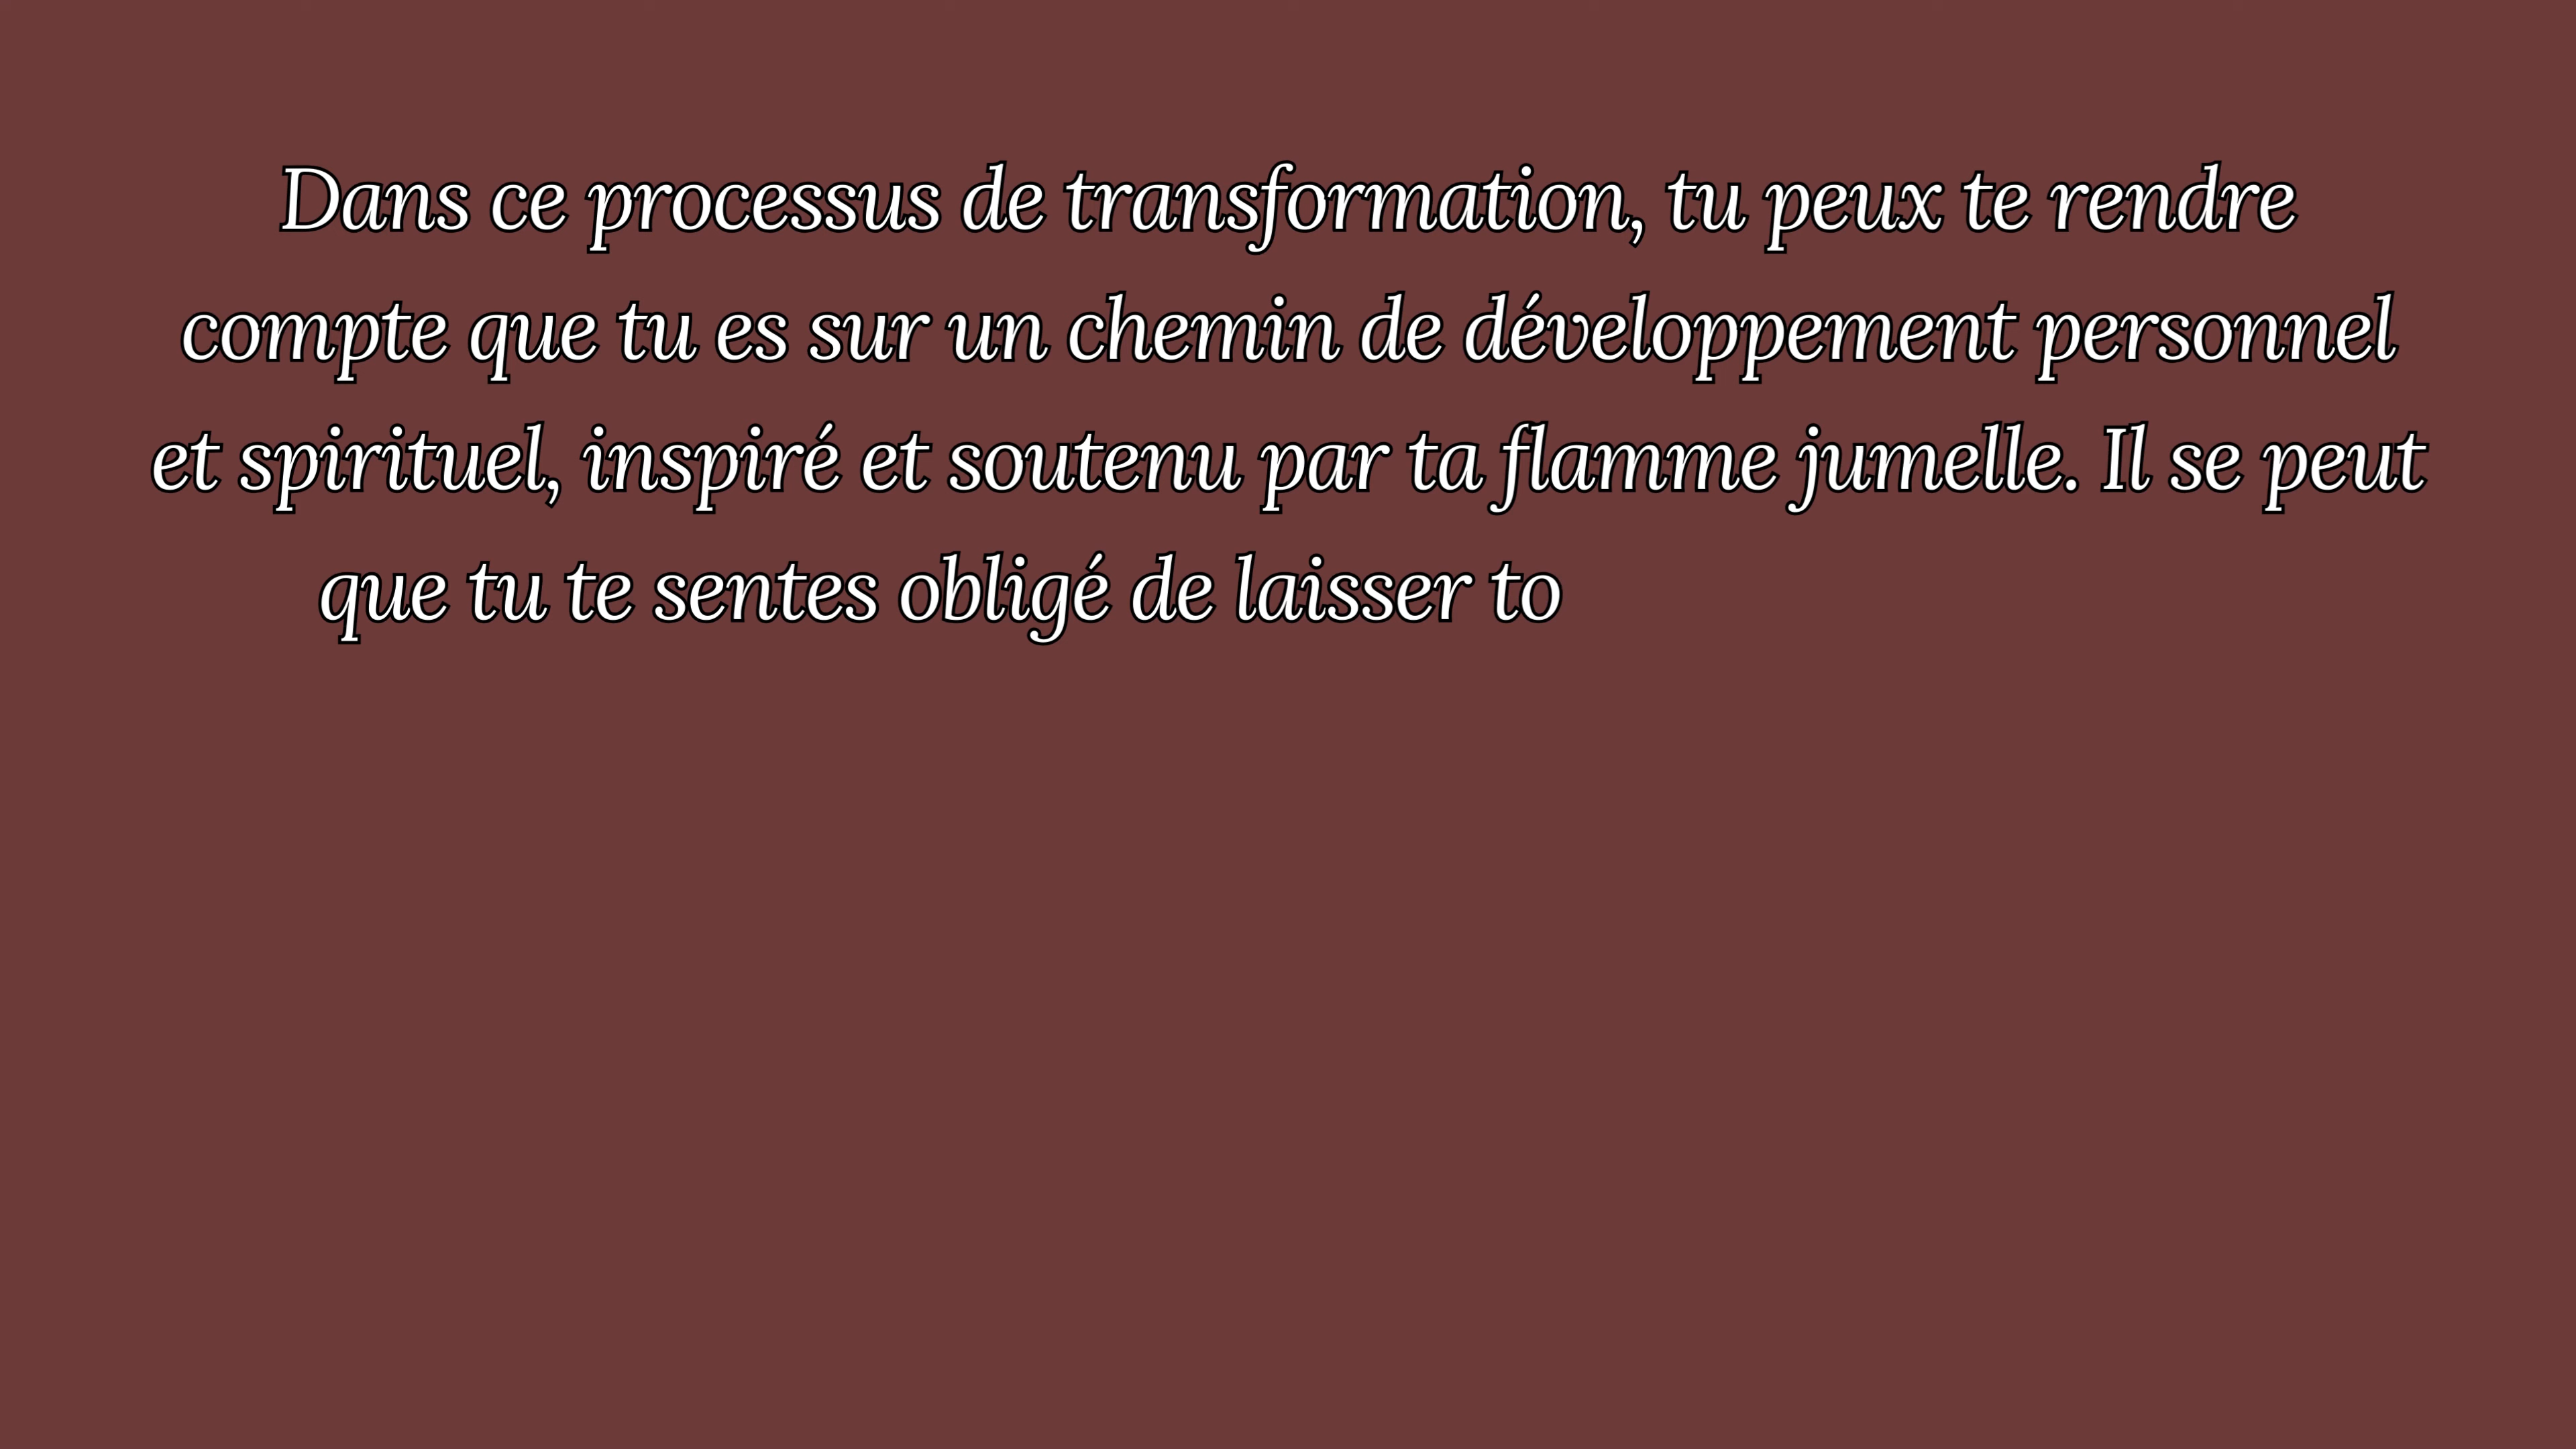 Dans ce processus de transformation, tu peux te rendre
compte que tu es sur un chemin de développement personnel
et spirituel, inspiré et soutenu par ta flamme jumelle. Il se peut
que tu te sentes obligé de laisser to